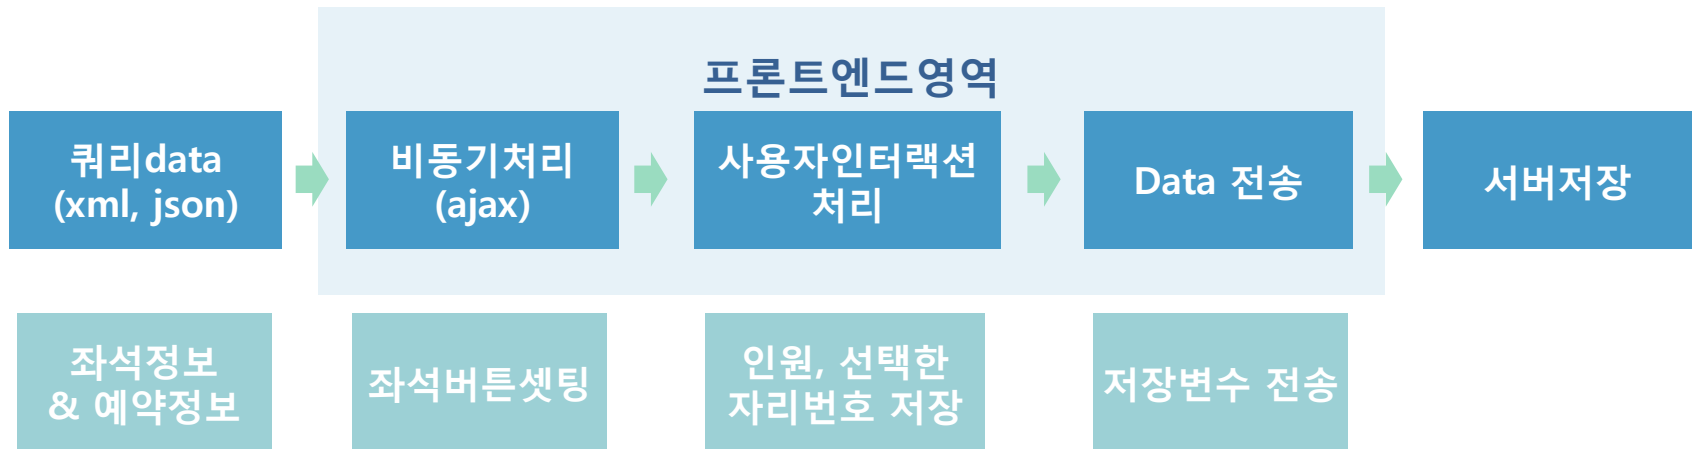 프론트엔드영역
쿼리data
(xml, json)
비동기처리
(ajax)
사용자인터랙션
처리
Data 전송
서버저장
좌석정보
& 예약정보
좌석버튼셋팅
인원, 선택한
자리번호 저장
저장변수 전송